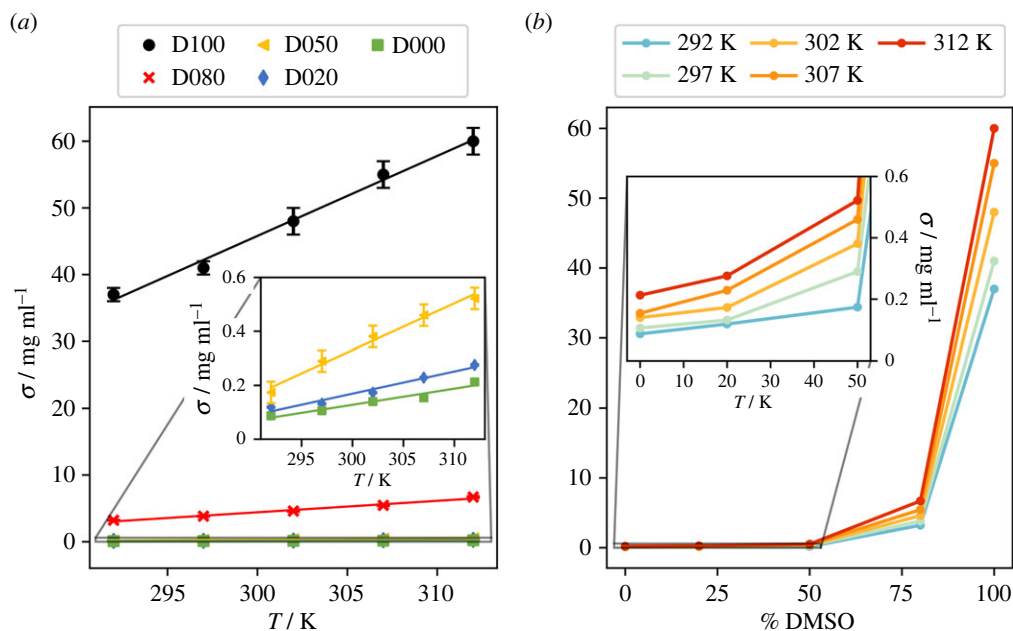 (a)
D100 D050 D000
D080 D020
60
50
40
30
20
10
0
σ / mg ml⁻¹
295 300 305 310
T / K
0.6
0.4
0.2
0
σ / mg ml⁻¹
295 300 305 310
T / K
(b)
292 K 302 K 312 K
297 K 307 K
60
50
40
30
20
10
0
0 25 50 75 100
% DMSO
0.6
0.4
0.2
0
σ / mg ml⁻¹
0 10 20 30 40 50
T / K